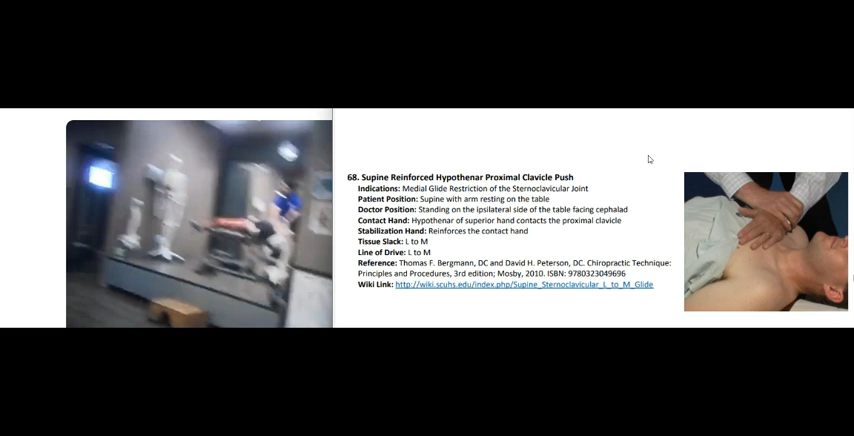 68. Supine Reinforced Hypothenar Proximal Clavicle Push
Indications: Medial Glide Restriction of the Sternoclavicular Joint
Patient Position: Supine with arm resting on the table
Doctor Position: Standing on the ipsilateral side of the table facing cephalad
Contact Hand: Hypothenar of superior hand contacts the proximal clavicle
Stabilization Hand: Reinforces the contact hand
Tissue Slack: L to M
Line of Drive: L to M
Reference: Thomas F. Bergmann, DC and David H. Peterson, DC. Chiropractic Technique:
Principles and Procedures, 3rd edition; Mosby, 2010. ISBN: 9780323049696
Wiki Link: http://wiki.scuhs.edu/index.php/Supine_Sternoclavicular_L_to_M_Glide